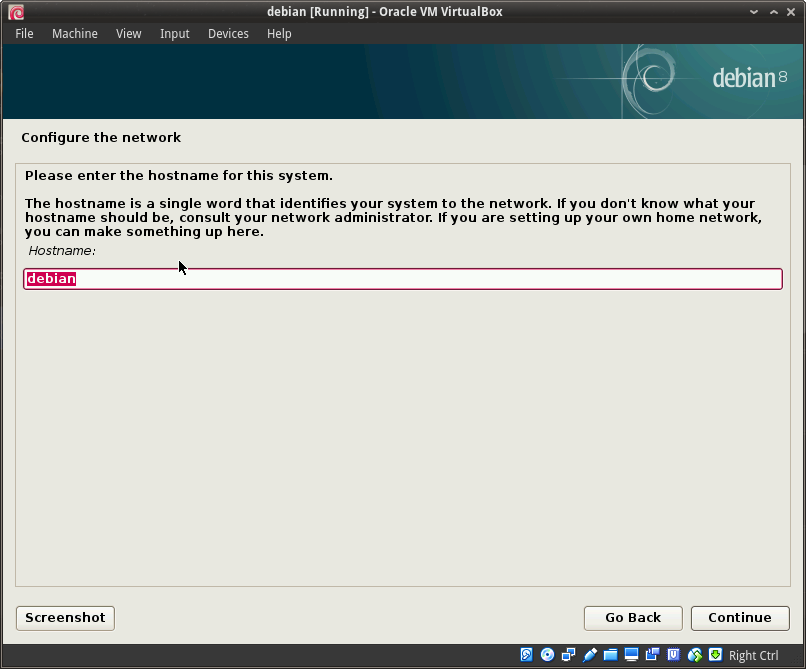 debian [Running] - Oracle VM VirtualBox
File Machine View Input Devices Help
debian 8
Configure the network
Please enter the hostname for this system.
The hostname is a single word that identifies your system to the network. If you don't know what your
hostname should be, consult your network administrator. If you are setting up your own home network,
you can make something up here.
Hostname:
debian
Screenshot Go Back Continue
Right Ctrl